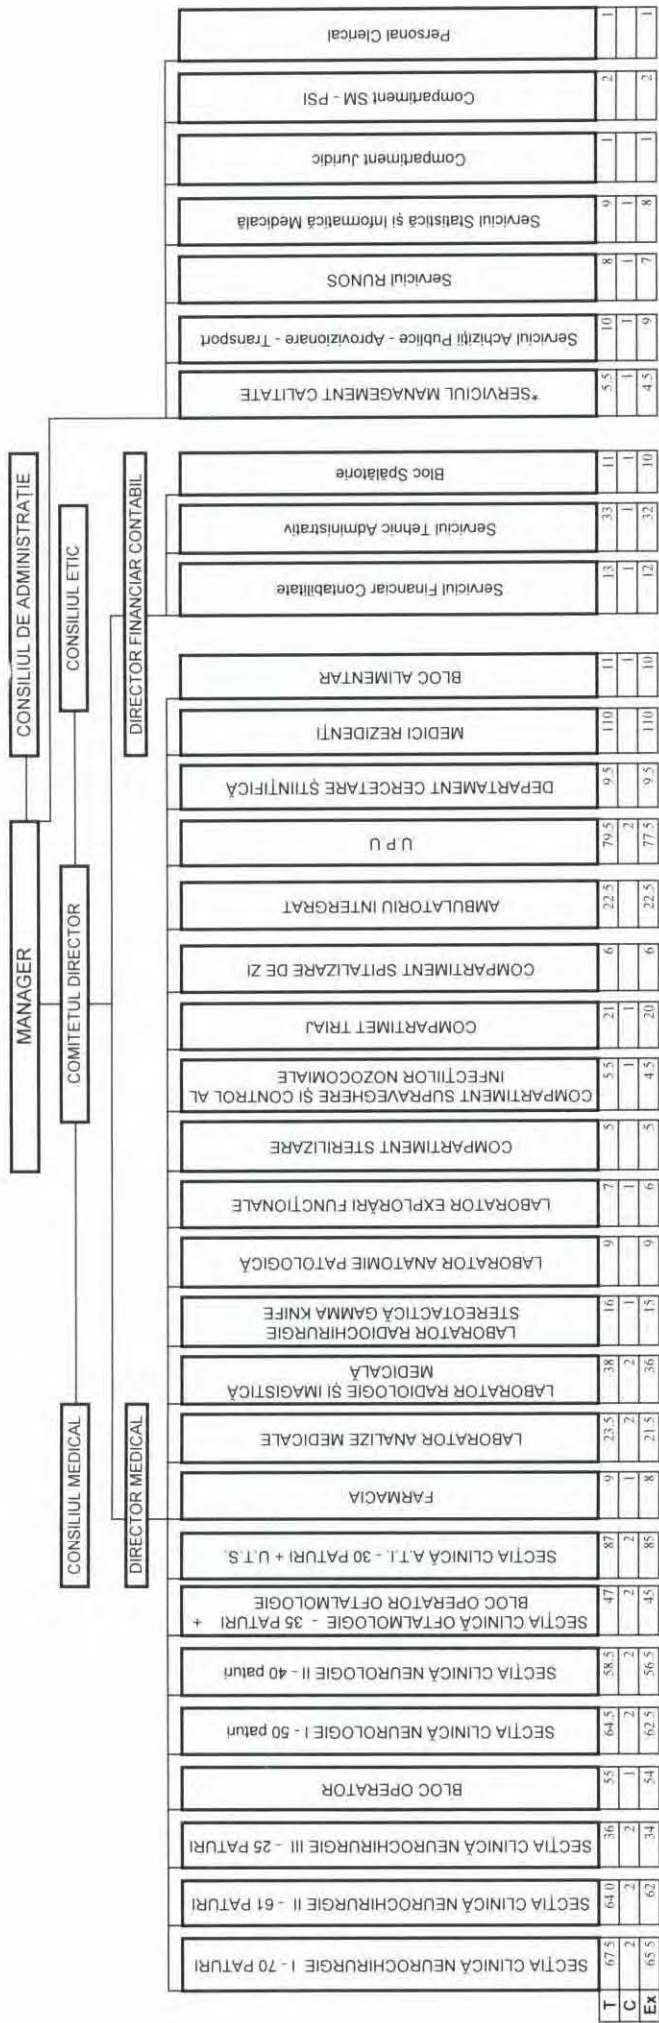 MANAGER
CONSILIUL DE ADMINISTRAȚIE
COMITETUL DIRECTOR
CONSILIUL ETIC
CONSILIUL MEDICAL
DIRECTOR MEDICAL
DIRECTOR FINANCIAR CONTABIL
T
C
Ex
SECȚIA CLINICĂ NEUROCHIRURGIE I - 70 PATURI
67.5
2
65.5
SECȚIA CLINICĂ NEUROCHIRURGIE II - 61 PATURI
64.0
2
62
SECȚIA CLINICĂ NEUROCHIRURGIE III - 25 PATURI
36
2
34
BLOC OPERATOR
55
1
54
SECȚIA CLINICĂ NEUROLOGIE I - 50 paturi
64.5
2
62.5
SECȚIA CLINICĂ NEUROLOGIE II - 40 paturi
58.5
2
56.5
SECȚIA CLINICĂ OFTALMOLOGIE - 35 PATURI +
BLOC OPERATOR OFTALMOLOGIE
47
2
45
SECȚIA CLINICĂ A.T.I. - 30 PATURI + U.T.S.
87
2
85
FARMACIA
9
1
8
LABORATOR ANALIZE MEDICALE
23.5
2
21.5
LABORATOR RADIOLOGIE ȘI IMAGISTICĂ
MEDICALĂ
38
2
36
LABORATOR RADIOCHIRURGIE
STEREOTACTICĂ GAMMA KNIFE
16
1
15
LABORATOR ANATOMIE PATOLOGICĂ
9
9
LABORATOR EXPLORĂRI FUNCȚIONALE
7
1
6
COMPARTIMENT STERILIZARE
5
5
COMPARTIMENT SUPRAVEGHERE ȘI CONTROL AL
INFECȚIILOR NOZOCOMIALE
5.5
1
4.5
COMPARTIMET TRIAJ
21
1
20
COMPARTIMENT SPITALIZARE DE ZI
6
6
AMBULATORIU INTERGRAT
22.5
22.5
U.P.U
79.5
2
77.5
DEPARTAMENT CERCETARE ȘTIINȚIFICĂ
9.5
9.5
MEDICI REZIDENȚI
110
110
BLOC ALIMENTAR
11
1
10
Serviciul Financiar Contabilitate
13
1
12
Serviciul Tehnic Administrativ
33
1
32
Bloc Spălătorie
11
1
10
*SERVICIUL MANAGEMENT CALITATE
5.5
1
4.5
Serviciul Achiziții Publice - Aprovizionare - Transport
10
1
9
Serviciul RUNOS
8
1
7
Serviciul Statistică și Informatică Medicală
9
1
8
Compartiment Juridic
1
1
Compartiment SM - PSI
2
2
Personal Clerical
1
1